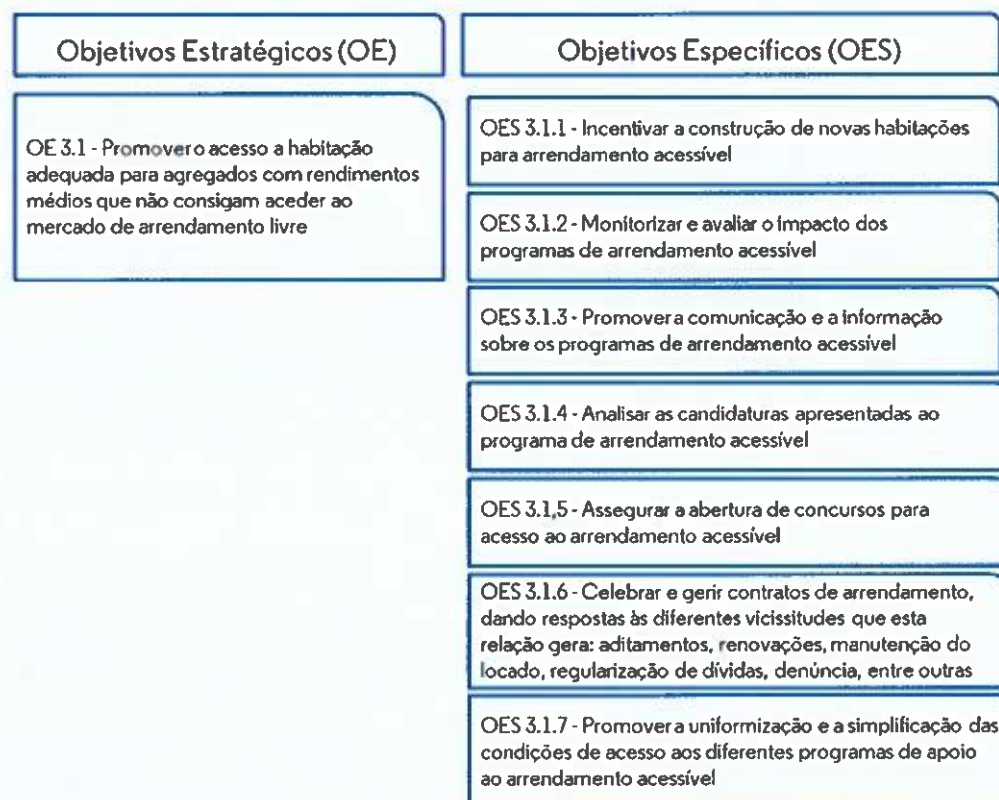 Objetivos Estratégicos (OE)
Objetivos Específicos (OES)
OE 3.1 - Promover o acesso a habitação
adequada para agregados com rendimentos
médios que não consigam aceder ao
mercado de arrendamento livre
OES 3.1.1 - Incentivar a construção de novas habitações
para arrendamento acessível
OES 3.1.2 - Monitorizar e avaliar o impacto dos
programas de arrendamento acessível
OES 3.1.3 - Promover a comunicação e a informação
sobre os programas de arrendamento acessível
OES 3.1.4 - Analisar as candidaturas apresentadas ao
programa de arrendamento acessível
OES 3.1,5 - Assegurar a abertura de concursos para
acesso ao arrendamento acessível
OES 3.1.6 - Celebrar e gerir contratos de arrendamento,
dando respostas às diferentes vicissitudes que esta
relação gera: aditamentos, renovações, manutenção do
locado, regularização de dívidas, denúncia, entre outras
OES 3.1.7 - Promover a uniformização e a simplificação das
condições de acesso aos diferentes programas de apoio
ao arrendamento acessível